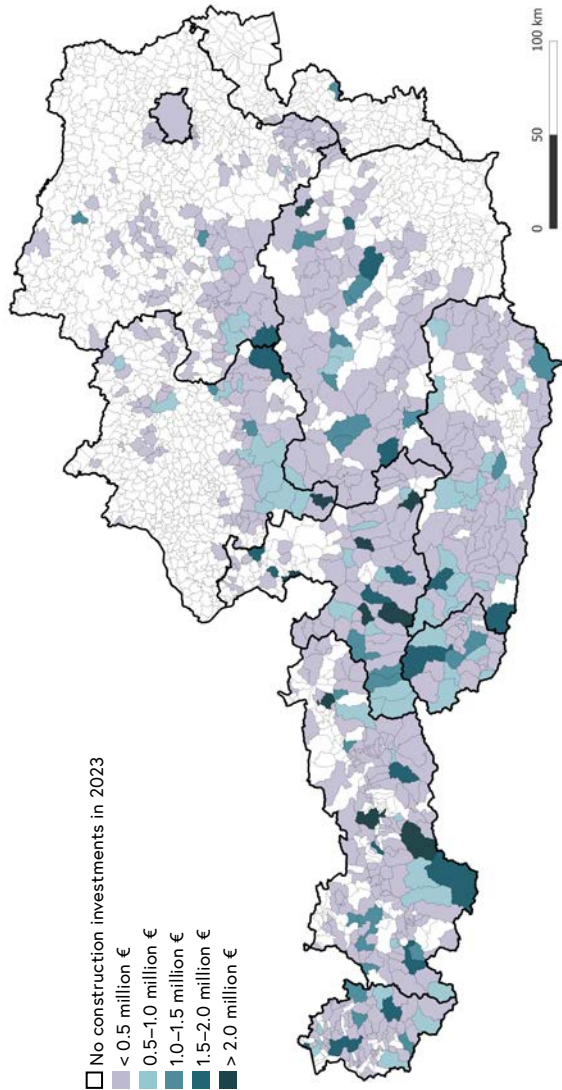 No construction investments in 2023
< 0.5 million €
0.5–1.0 million €
1.0–1.5 million €
1.5–2.0 million €
> 2.0 million €
0 50 100 km